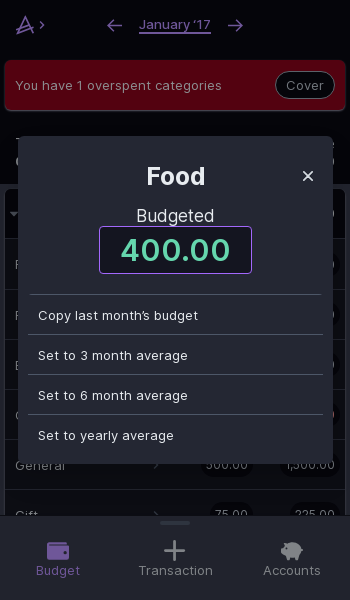 January ’17
You have 1 overspent categories
Cover
Food
Budgeted
400.00
Copy last month’s budget
Set to 3 month average
Set to 6 month average
Set to yearly average
General 500.00 1,500.00
Gift 75.00 225.00
Budget
Transaction
Accounts